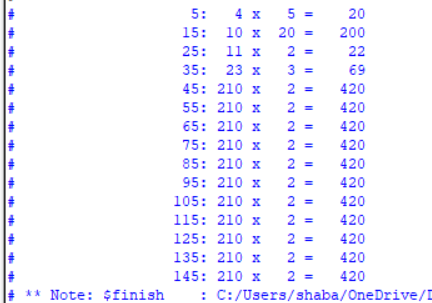 # 5: 4 x 5 = 20
# 15: 10 x 20 = 200
# 25: 11 x 2 = 22
# 35: 23 x 3 = 69
# 45: 210 x 2 = 420
# 55: 210 x 2 = 420
# 65: 210 x 2 = 420
# 75: 210 x 2 = 420
# 85: 210 x 2 = 420
# 95: 210 x 2 = 420
# 105: 210 x 2 = 420
# 115: 210 x 2 = 420
# 125: 210 x 2 = 420
# 135: 210 x 2 = 420
# 145: 210 x 2 = 420
# ** Note: $finish : C:/Users/shaba/OneDrive/